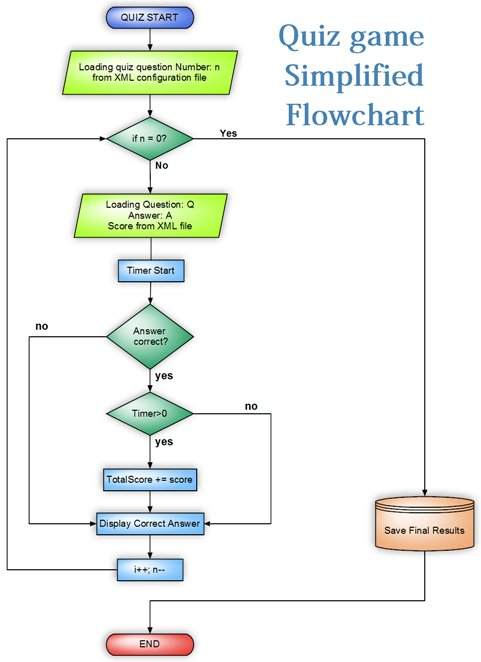 QUIZ START
Quiz game
Simplified
Flowchart
Loading quiz question Number: n
from XML configuration file
if n = 0?
Yes
No
Loading Question: Q
Answer: A
Score from XML file
Timer Start
Answer
correct?
no
yes
Timer>0
no
yes
TotalScore += score
Display Correct Answer
Save Final Results
i++; n--
END